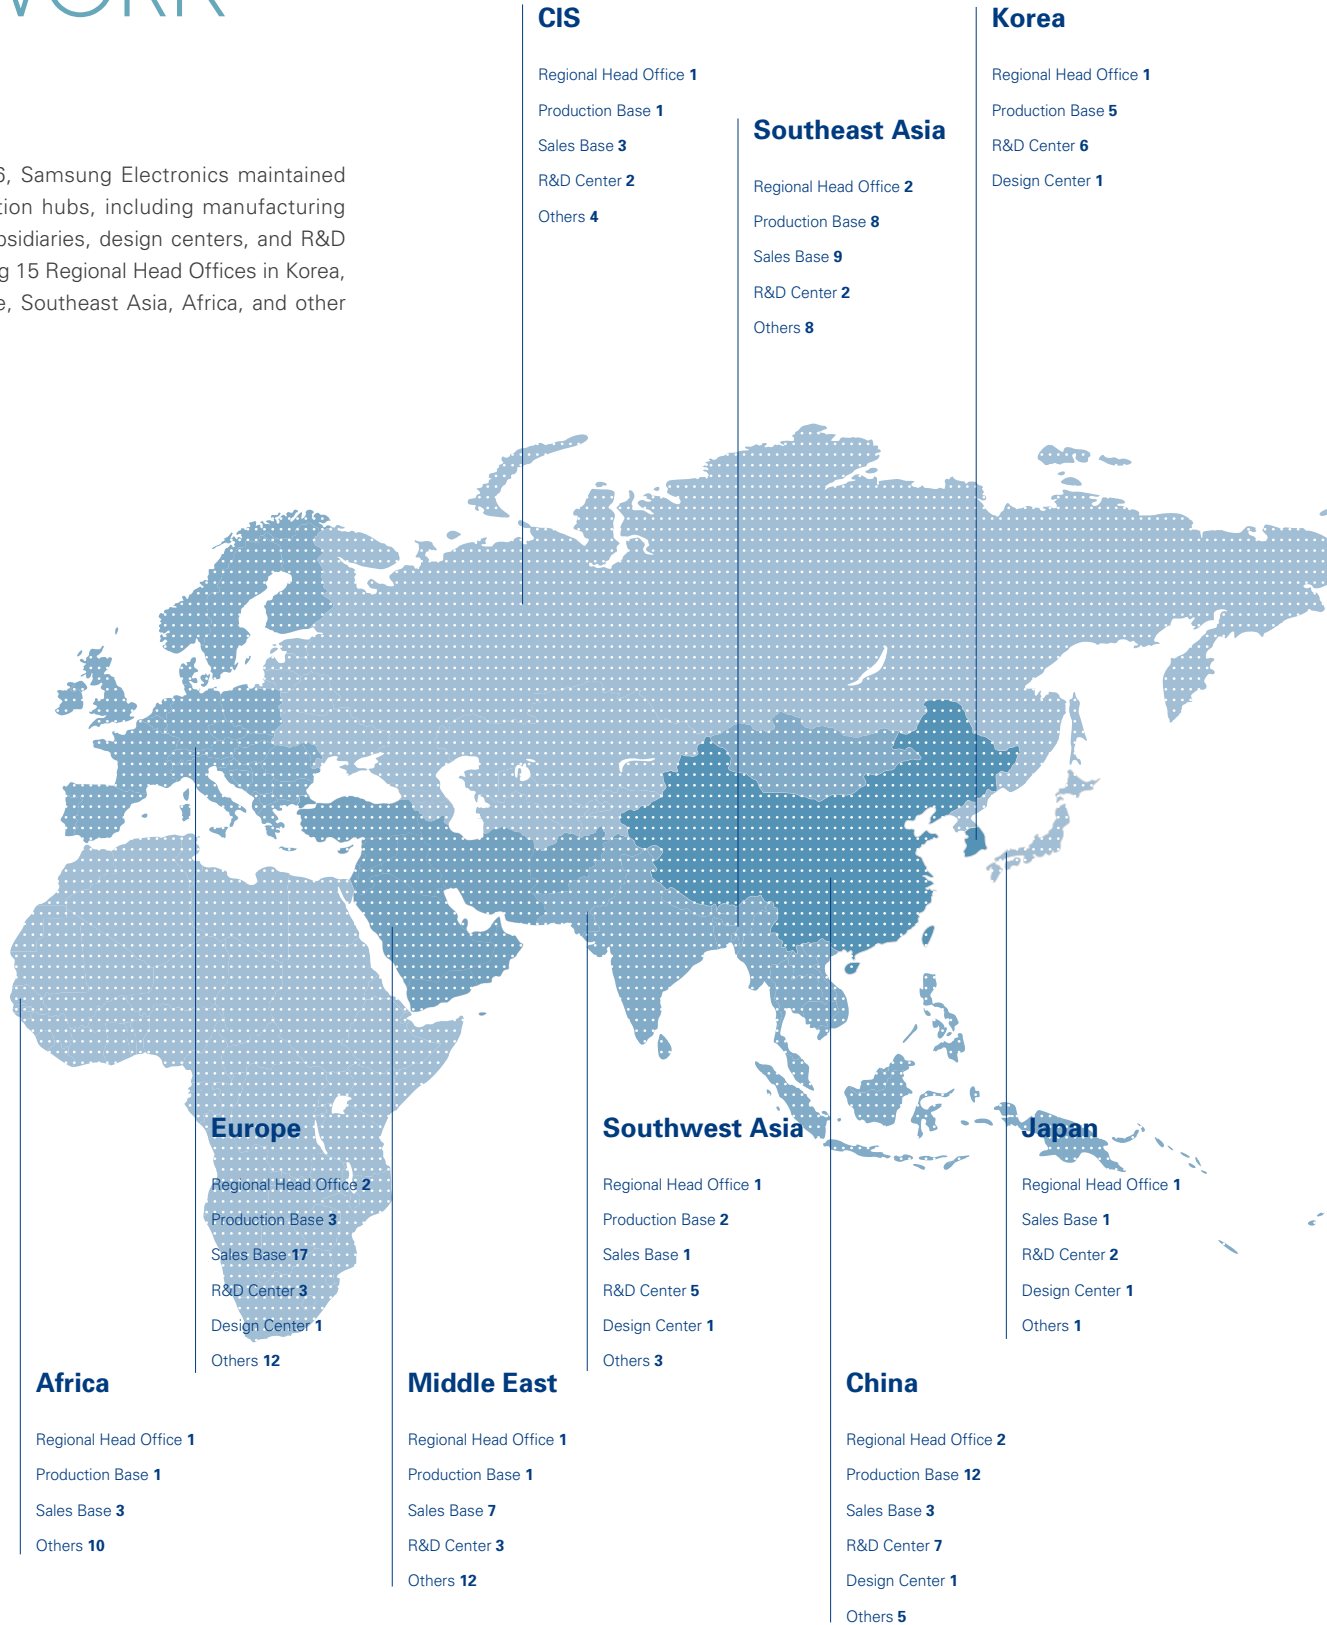 WORK
6, Samsung Electronics maintained
tion hubs, including manufacturing
bsidiaries, design centers, and R&D
g 15 Regional Head Offices in Korea,
e, Southeast Asia, Africa, and other
CIS
Regional Head Office 1
Production Base 1
Sales Base 3
R&D Center 2
Others 4
Southeast Asia
Regional Head Office 2
Production Base 8
Sales Base 9
R&D Center 2
Others 8
Korea
Regional Head Office 1
Production Base 5
R&D Center 6
Design Center 1
Europe
Regional Head Office 2
Production Base 3
Sales Base 17
R&D Center 3
Design Center 1
Others 12
Southwest Asia
Regional Head Office 1
Production Base 2
Sales Base 1
R&D Center 5
Design Center 1
Others 3
Japan
Regional Head Office 1
Sales Base 1
R&D Center 2
Design Center 1
Others 1
Africa
Regional Head Office 1
Production Base 1
Sales Base 3
Others 10
Middle East
Regional Head Office 1
Production Base 1
Sales Base 7
R&D Center 3
Others 12
China
Regional Head Office 2
Production Base 12
Sales Base 3
R&D Center 7
Design Center 1
Others 5